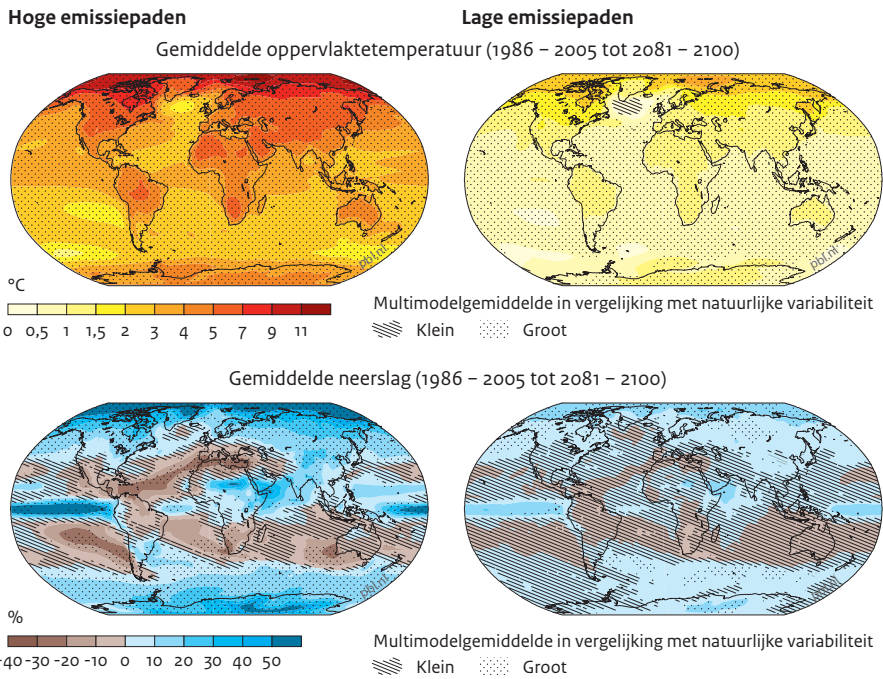 Hoge emissiepaden
Lage emissiepaden
Gemiddelde oppervlaktetemperatuur (1986 – 2005 tot 2081 – 2100)
pbl.nl
pbl.nl
°C
0 0,5 1 1,5 2 3 4 5 7 9 11
Multimodelgemiddelde in vergelijking met natuurlijke variabiliteit
Klein Groot
Gemiddelde neerslag (1986 – 2005 tot 2081 – 2100)
pbl.nl
pbl.nl
%
-40 -30 -20 -10 0 10 20 30 40 50
Multimodelgemiddelde in vergelijking met natuurlijke variabiliteit
Klein Groot